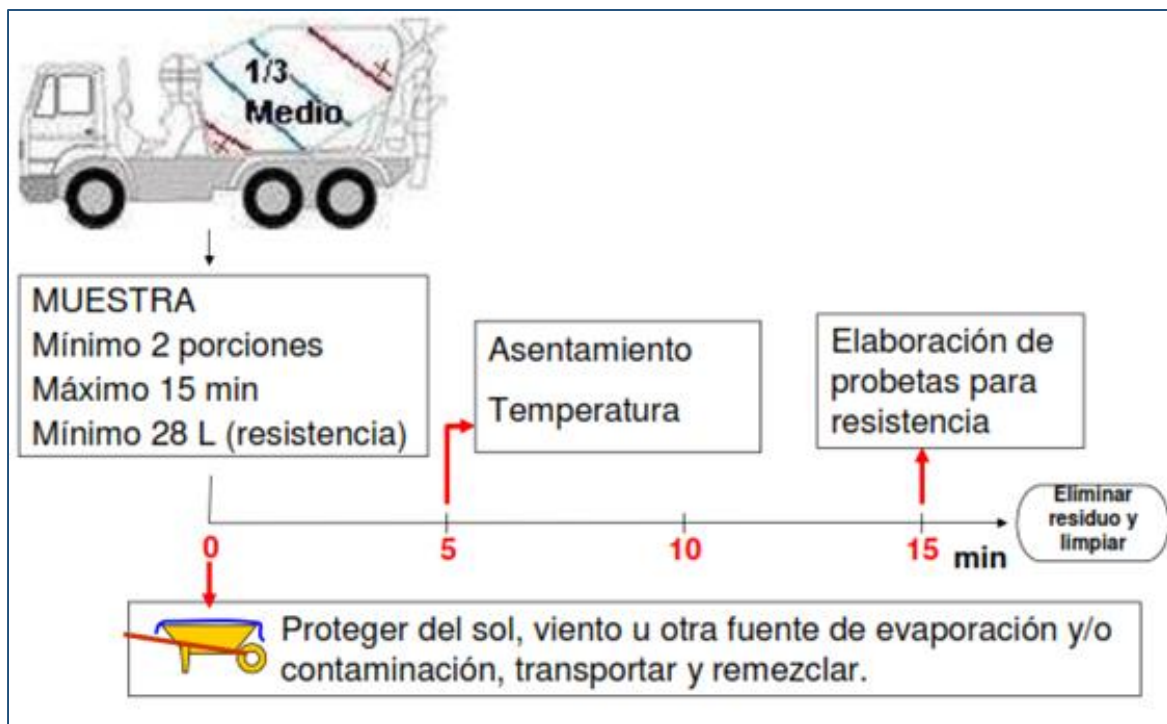 1/3
Medio
MUESTRA
Mínimo 2 porciones
Máximo 15 min
Mínimo 28 L (resistencia)
Asentamiento
Temperatura
Elaboración de
probetas para
resistencia
0
5
10
15
min
Eliminar
residuo y
limpiar
Proteger del sol, viento u otra fuente de evaporación y/o
contaminación, transportar y remezclar.